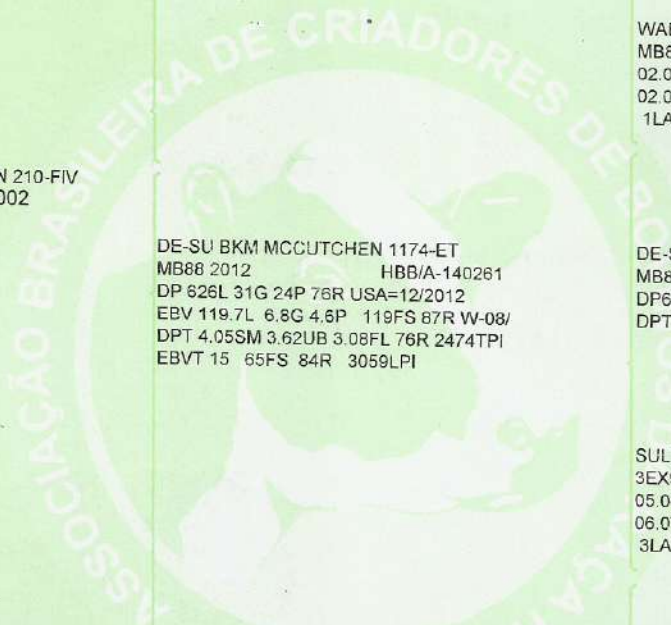 ASSOCIAÇÃO BRASILEIRA DE CRIADORES DE BO
N 210-FIV
002
DE-SU BKM MCCUTCHEN 1174-ET
MB88 2012 HBB/A-140261
DP 626L 31G 24P 76R USA=12/2012
EBV 119.7L 6.8G 4.6P 119FS 87R W-08/
DPT 4.05SM 3.62UB 3.08FL 76R 2474TPI
EBVT 15 65FS 84R 3059LPI
WAL
MB8
02.0
02.0
1LA
DE-S
MB8
DP6
DPT
SUL
3EX
05.0
06.0
3LA